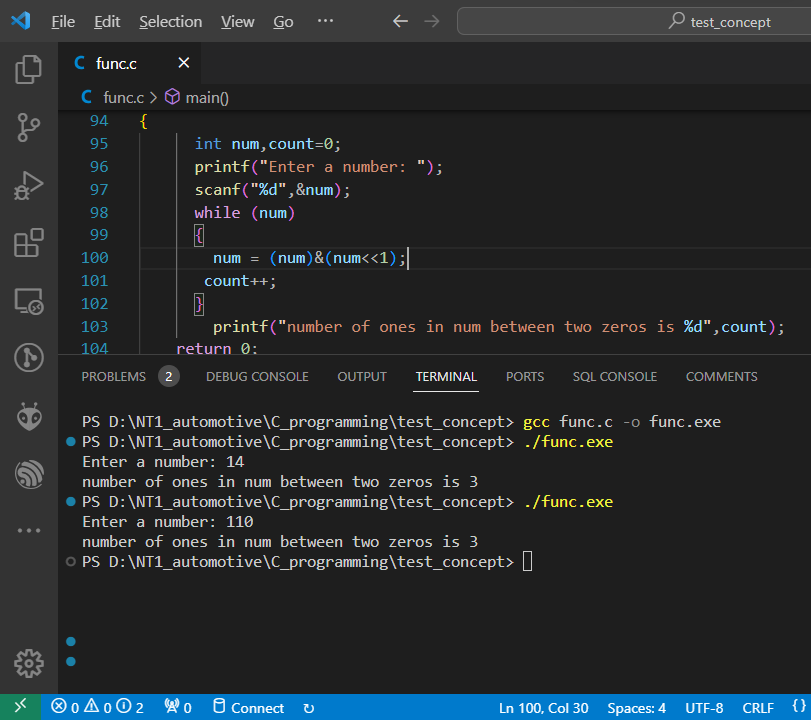 File Edit Selection View Go ··· ← → test_concept
C func.c ×
C func.c > main()
94 {
95 int num,count=0;
96 printf("Enter a number: ");
97 scanf("%d",&num);
98 while (num)
99 {
100 num = (num)&(num<<1);
101 count++;
102 }
103 printf("number of ones in num between two zeros is %d",count);
104 return 0;
PROBLEMS 2 DEBUG CONSOLE OUTPUT TERMINAL PORTS SQL CONSOLE COMMENTS
PS D:\NT1_automotive\C_programming\test_concept> gcc func.c -o func.exe
PS D:\NT1_automotive\C_programming\test_concept> ./func.exe
Enter a number: 14
number of ones in num between two zeros is 3
PS D:\NT1_automotive\C_programming\test_concept> ./func.exe
Enter a number: 110
number of ones in num between two zeros is 3
PS D:\NT1_automotive\C_programming\test_concept>
0 0 2 0 Connect Ln 100, Col 30 Spaces: 4 UTF-8 CRLF {}